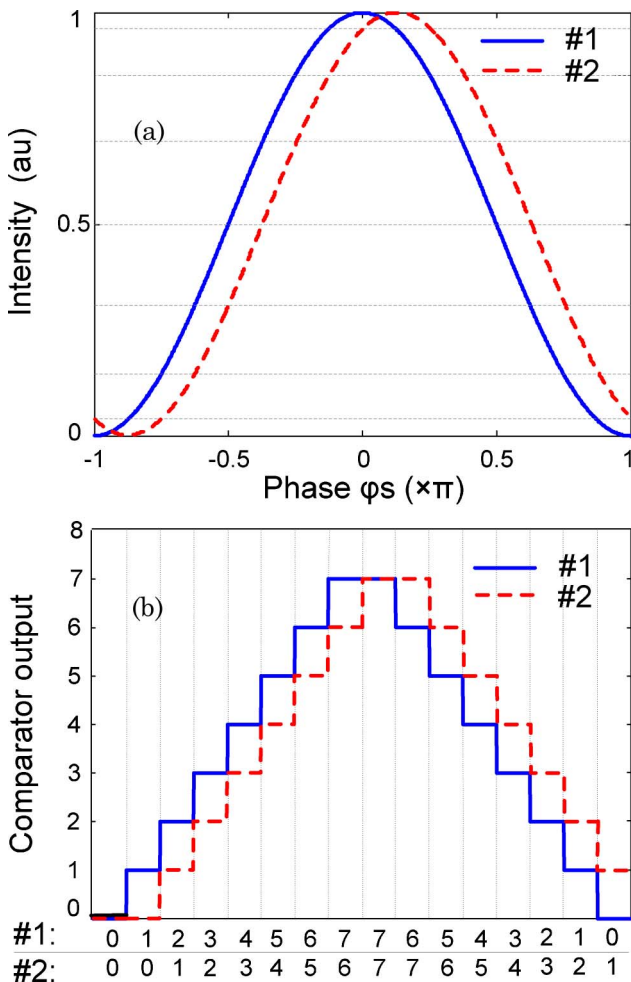 1
#1
#2
(a)
Intensity (au)
0.5
0
-1 -0.5 0 0.5 1
Phase φs (×π)
8
#1
(b)
#2
7
6
5
Comparator output
4
3
2
1
0
#1: 0 1 2 3 4 5 6 7 7 6 5 4 3 2 1 0
#2: 0 0 1 2 3 4 5 6 7 7 6 5 4 3 2 1